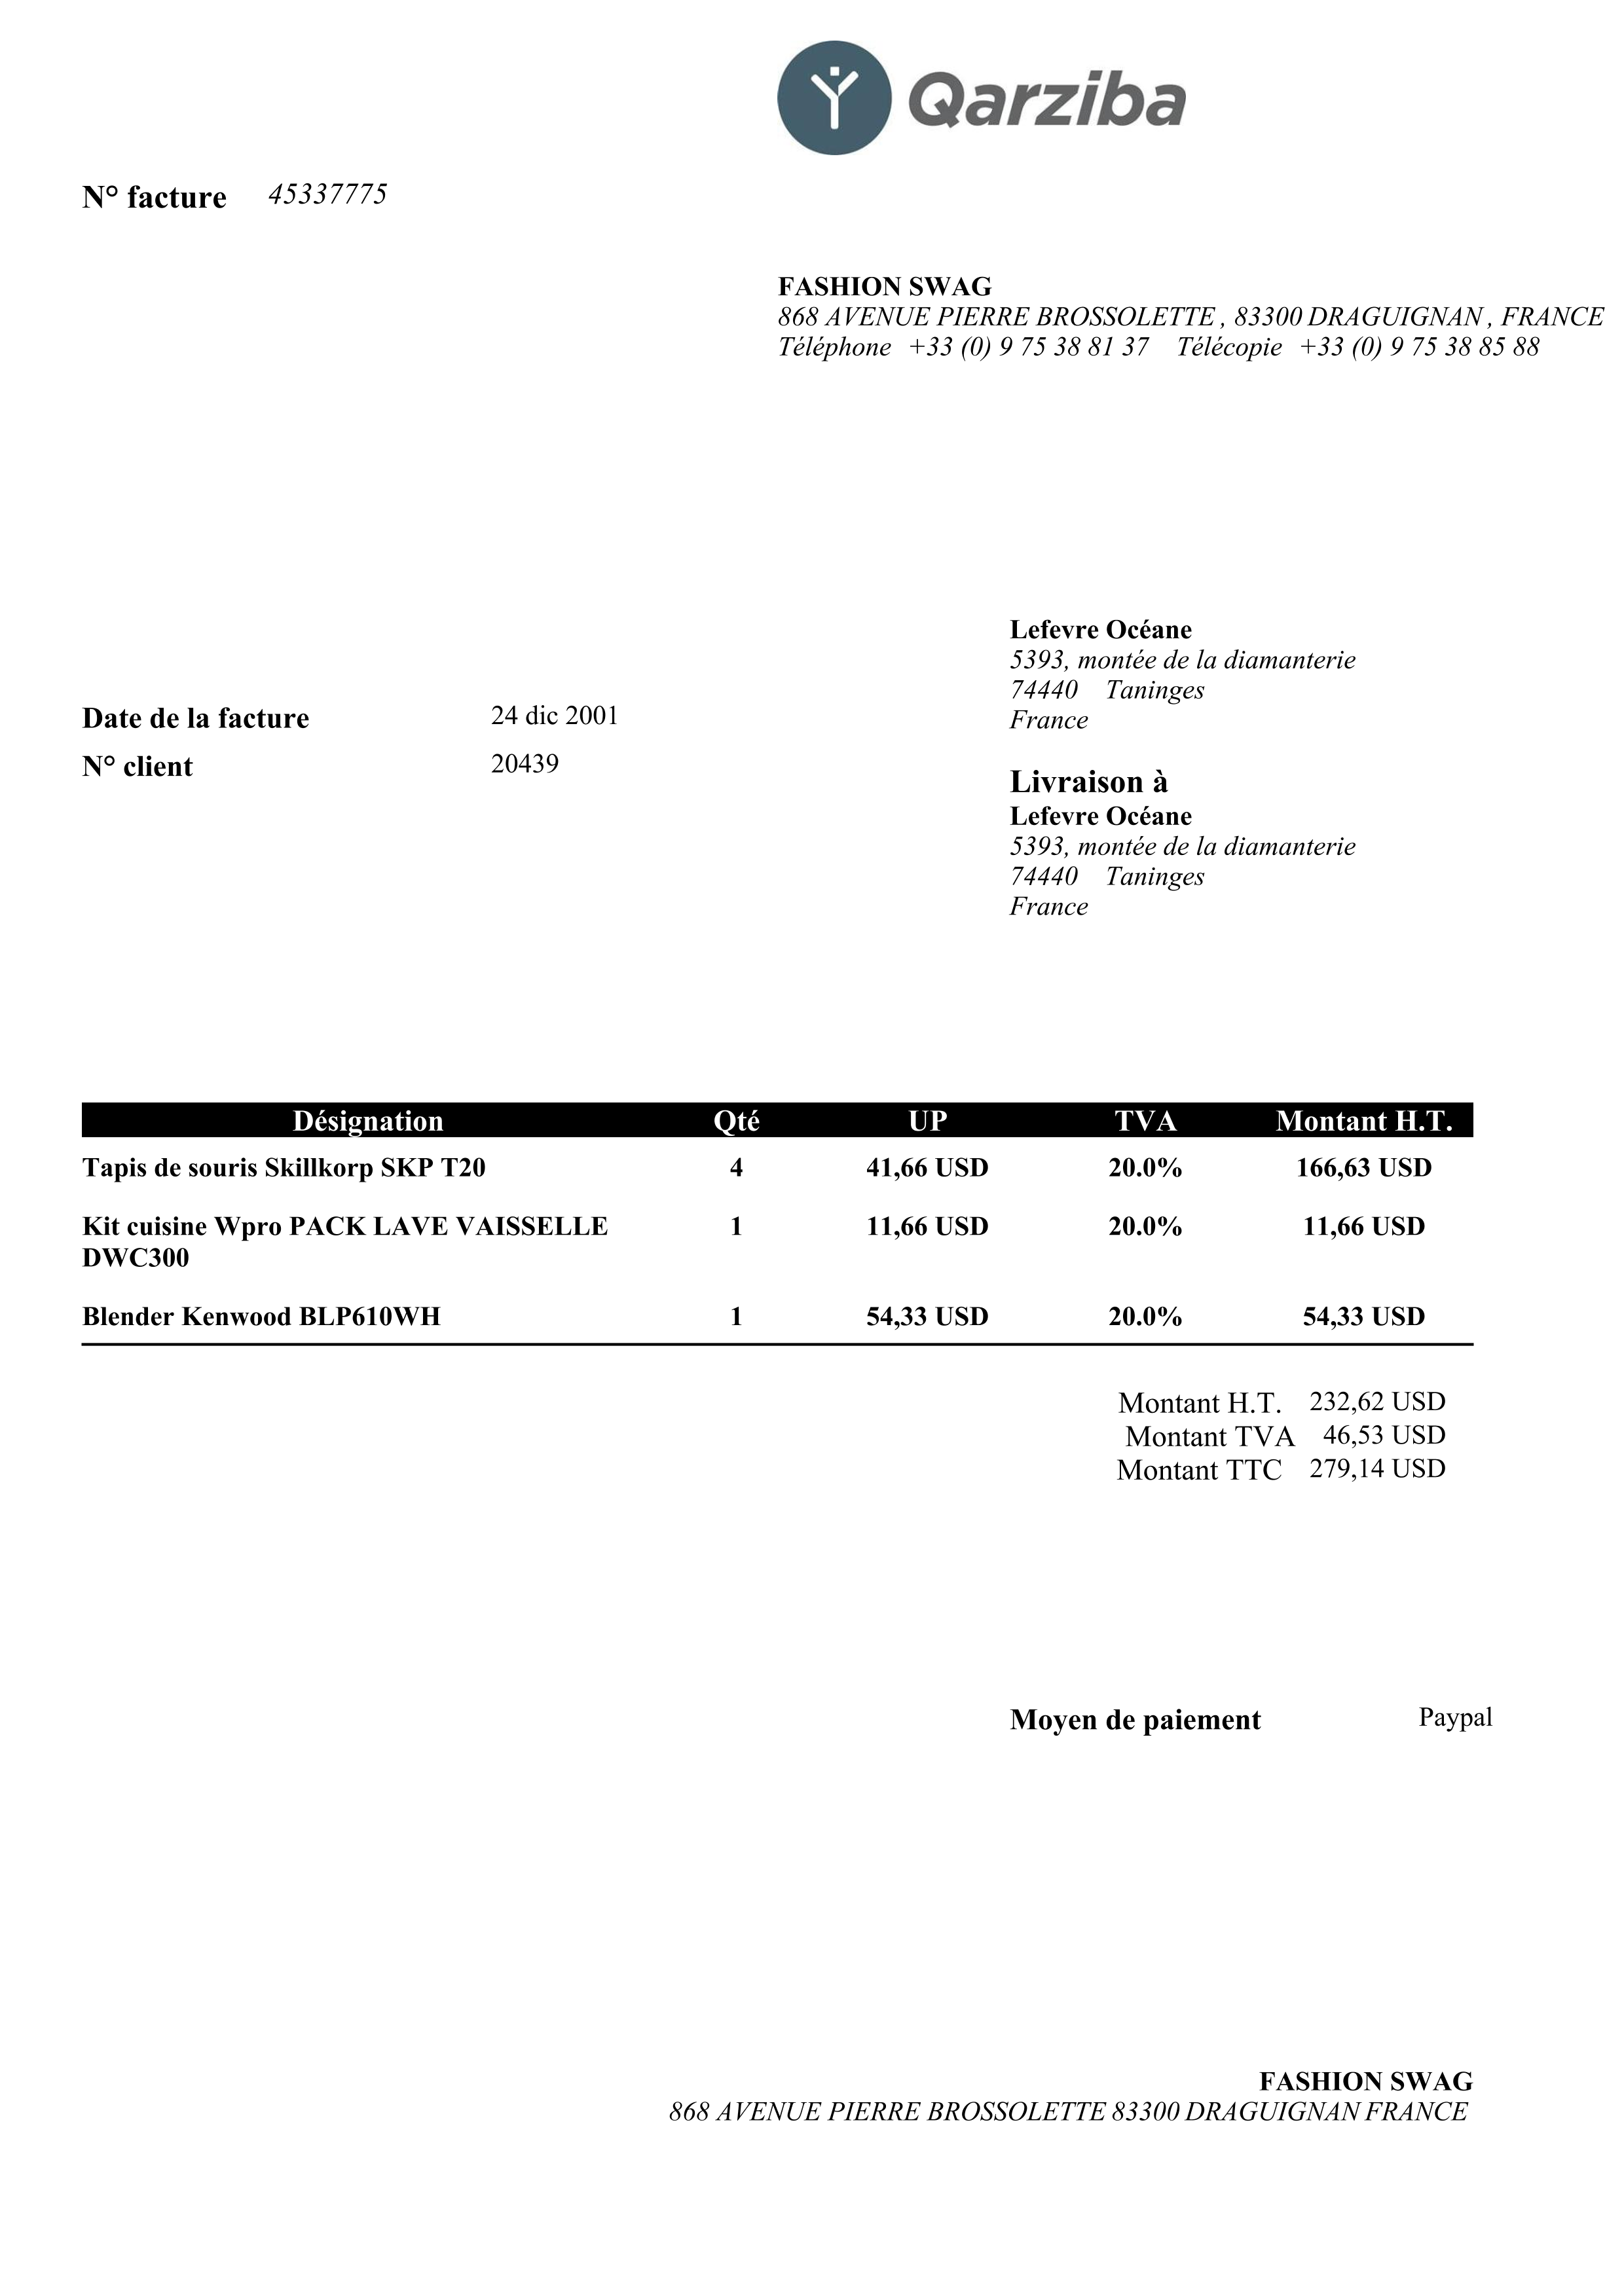 Qarziba
N° facture 45337775
FASHION SWAG
868 AVENUE PIERRE BROSSOLETTE , 83300 DRAGUIGNAN , FRANCE
Téléphone +33 (0) 9 75 38 81 37 Télécopie +33 (0) 9 75 38 85 88
Lefevre Océane
5393, montée de la diamanterie
74440 Taninges
France
Date de la facture 24 dic 2001
N° client 20439
Livraison à
Lefevre Océane
5393, montée de la diamanterie
74440 Taninges
France
Désignation Qté UP TVA Montant H.T.
Tapis de souris Skillkorp SKP T20 4 41,66 USD 20.0% 166,63 USD
Kit cuisine Wpro PACK LAVE VAISSELLE 1 11,66 USD 20.0% 11,66 USD
DWC300
Blender Kenwood BLP610WH 1 54,33 USD 20.0% 54,33 USD
Montant H.T. 232,62 USD
Montant TVA 46,53 USD
Montant TTC 279,14 USD
Moyen de paiement Paypal
FASHION SWAG
868 AVENUE PIERRE BROSSOLETTE 83300 DRAGUIGNAN FRANCE